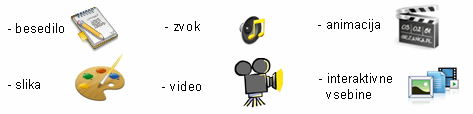 - besedilo
- zvok
- animacija
- slika
- video
- interaktivne
vsebine